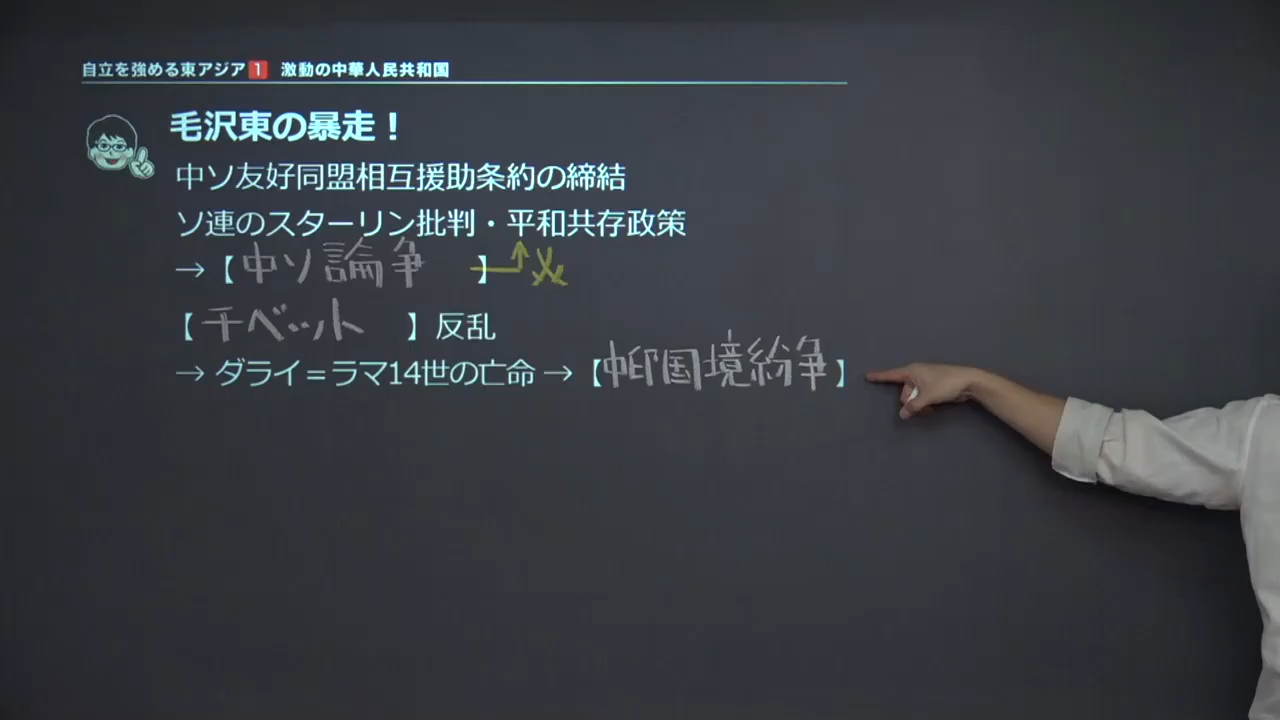 自立を強める東アジア1 激動の中華人民共和国
毛沢東の暴走！
中ソ友好同盟相互援助条約の締結
ソ連のスターリン批判・平和共存政策
→【中ソ論争】
【チベット】反乱
→ダライ＝ラマ14世の亡命→【中印国境紛争】